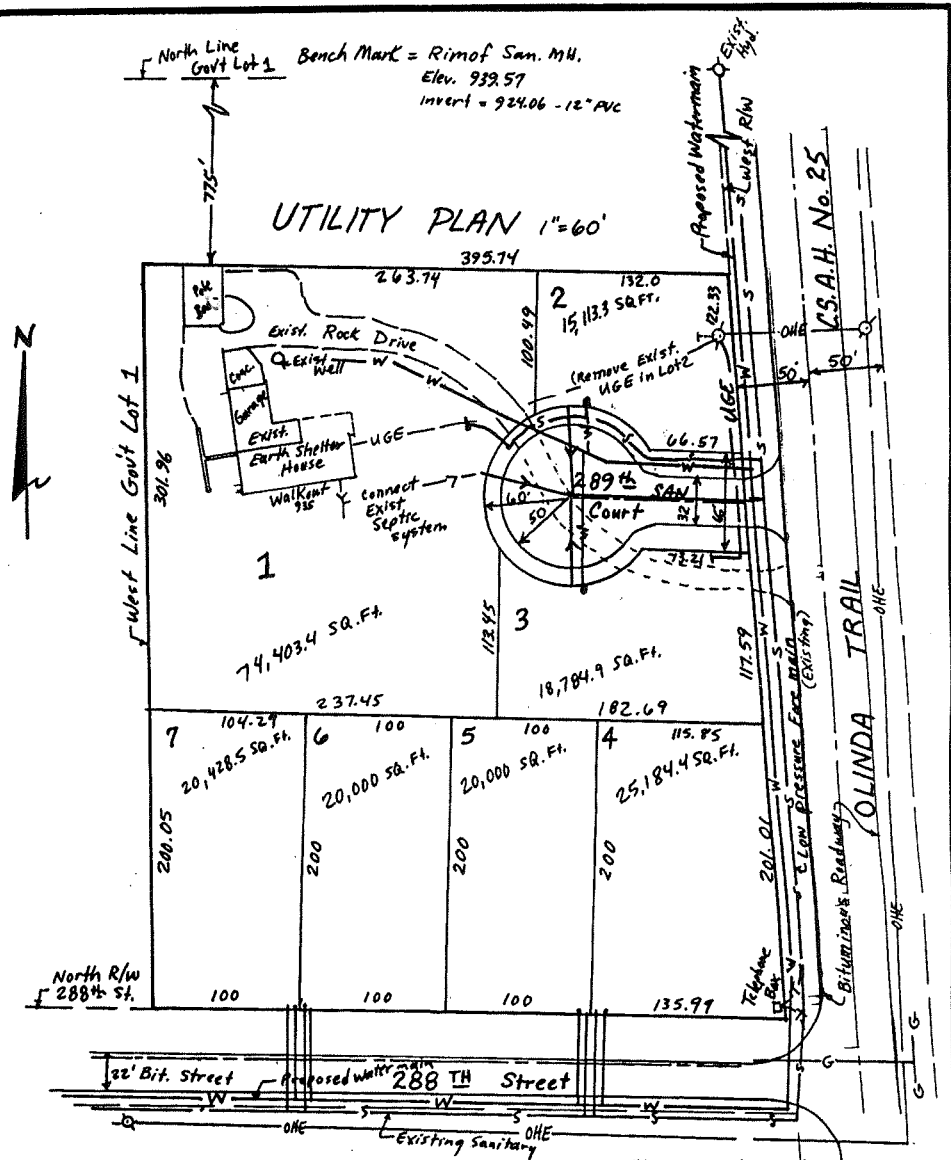 North Line
Govt Lot 1
Bench Mark = Rim of San. MH.
Elev. 939.57
Invert = 924.06 - 12" PVC
Exist.
Hyd.
775'
UTILITY PLAN 1"=60'
395.74
263.74
132.0
Proposed Watermain
West R/W
C.S.A.H. No. 25
N
Pole
2
15,113.3 SQ.FT.
100.49
122.33
OHE
50'
50'
Exist. Rock Drive
Exist
Well
W
W
(Remove Exist.
UGE in Lot 2
UGE
Conc.
Garage
Exist.
Earth Shelter
House
Walkout
935
UGE
Connect
Exist
Septic
System
66.57
289th
Court
SAN
60'
50'
32'
66'
73.21
West Line Govt Lot 1
301.96
1
74,403.4 SQ.Ft.
113.45
3
18,784.9 SQ.Ft.
117.59
Low Pressure Force main
(Existing)
OLINDA TRAIL
OHE
237.45
182.69
7
104.29
20,428.5 SQ.Ft.
6
100
20,000 SQ.Ft.
5
100
20,000 SQ.Ft.
4
115.85
25,184.4 SQ.Ft.
200.05
200
200
200
201.01
Bituminous Roadway
OHE
North R/W
288th St.
100
100
100
135.99
Telephone
Box
G
G
G
22' Bit. Street
Proposed Watermain
288TH Street
W
W
W
S
S
S
S
OHE
Existing Sanitary
OHE